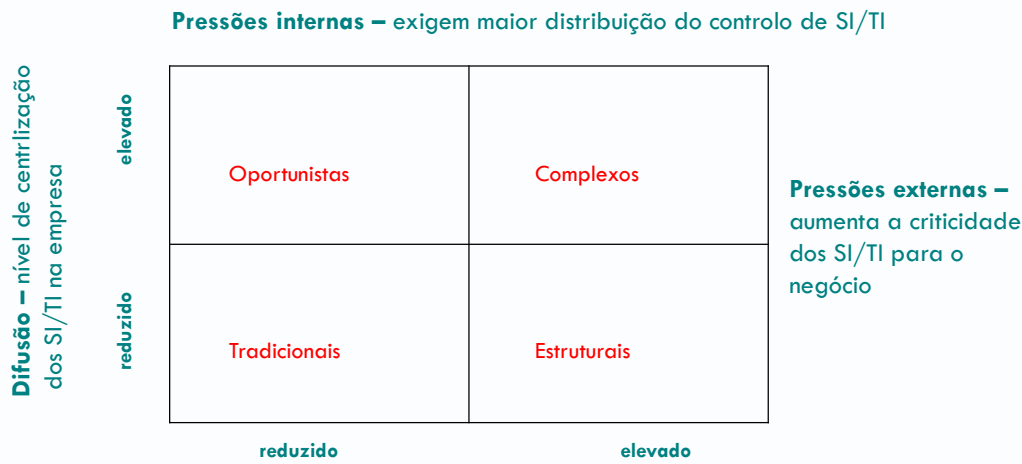 Pressões internas – exigem maior distribuição do controlo de SI/TI
Difusão – nível de centrlização
dos SI/TI na empresa
elevado
Oportunistas
Complexos
Pressões externas –
aumenta a criticidade
dos SI/TI para o
negócio
reduzido
Tradicionais
Estruturais
reduzido
elevado